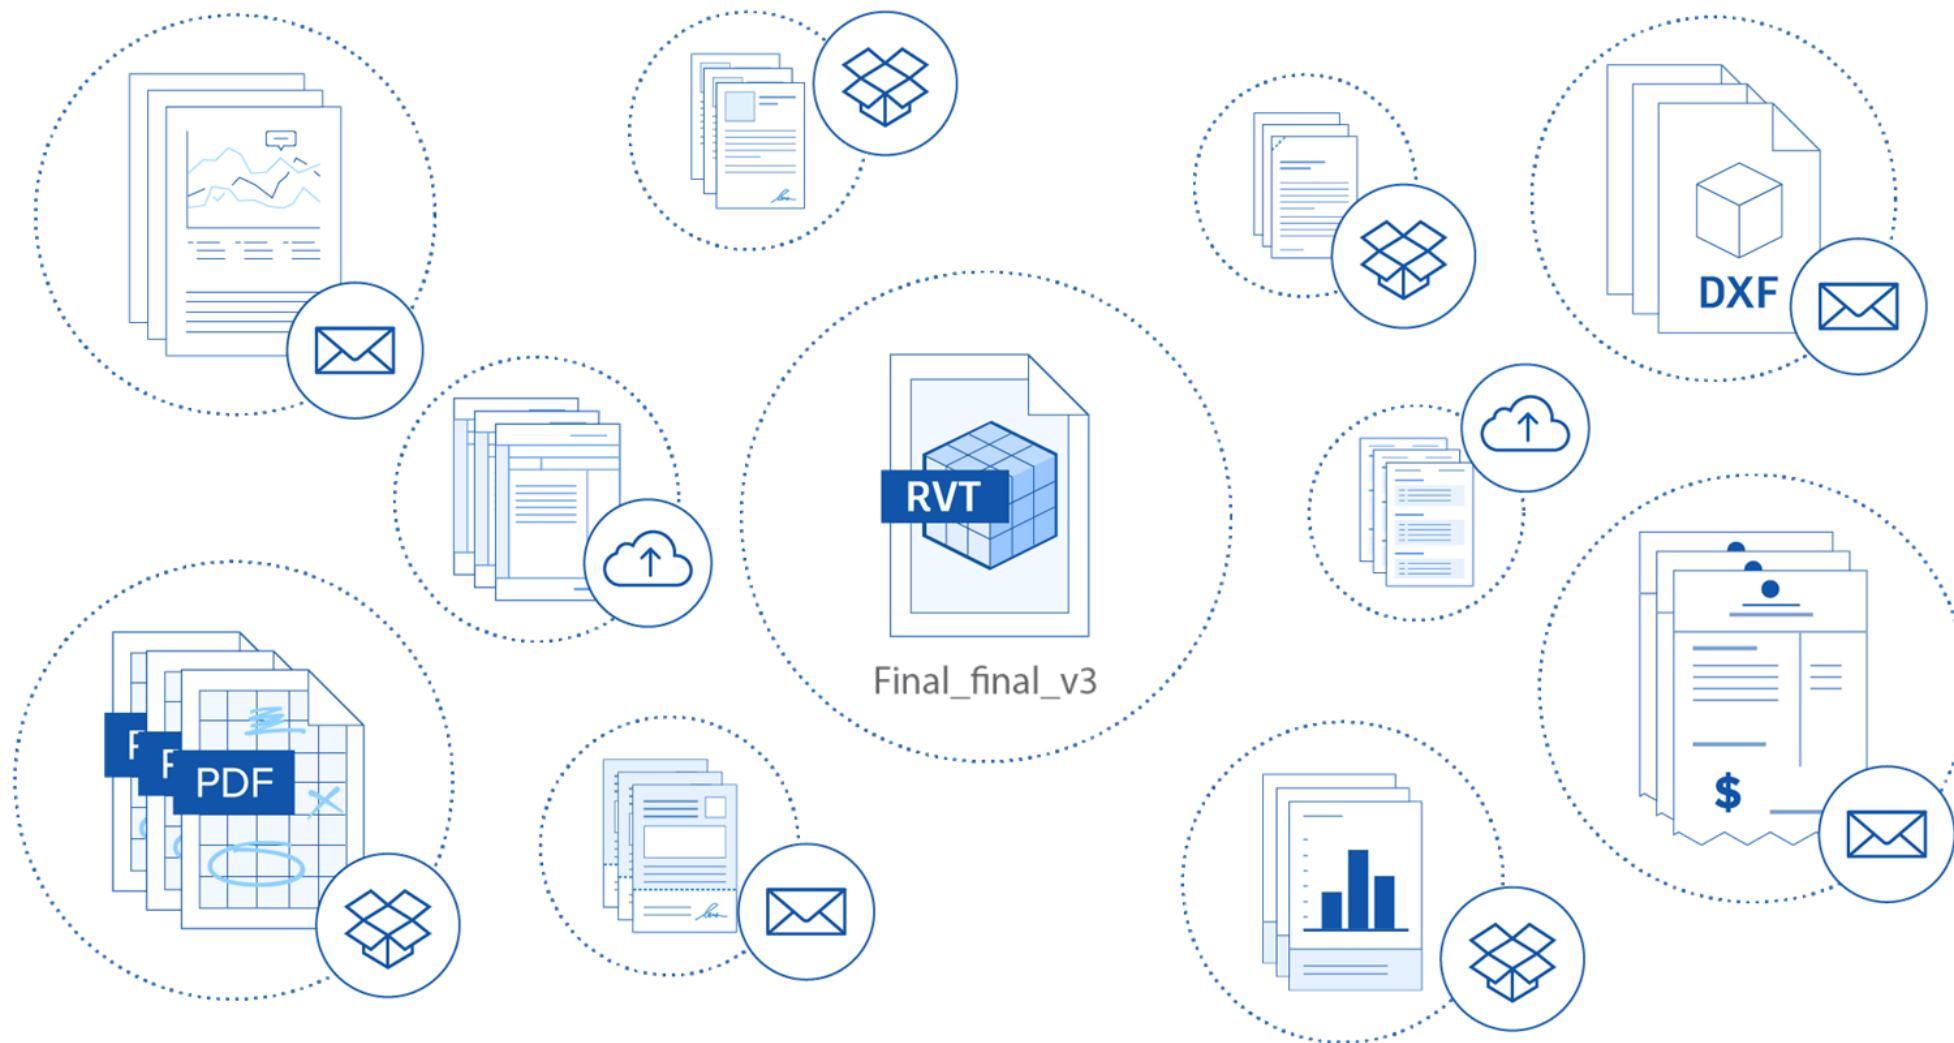 DXF
RVT
Final_final_v3
F
F
PDF
$